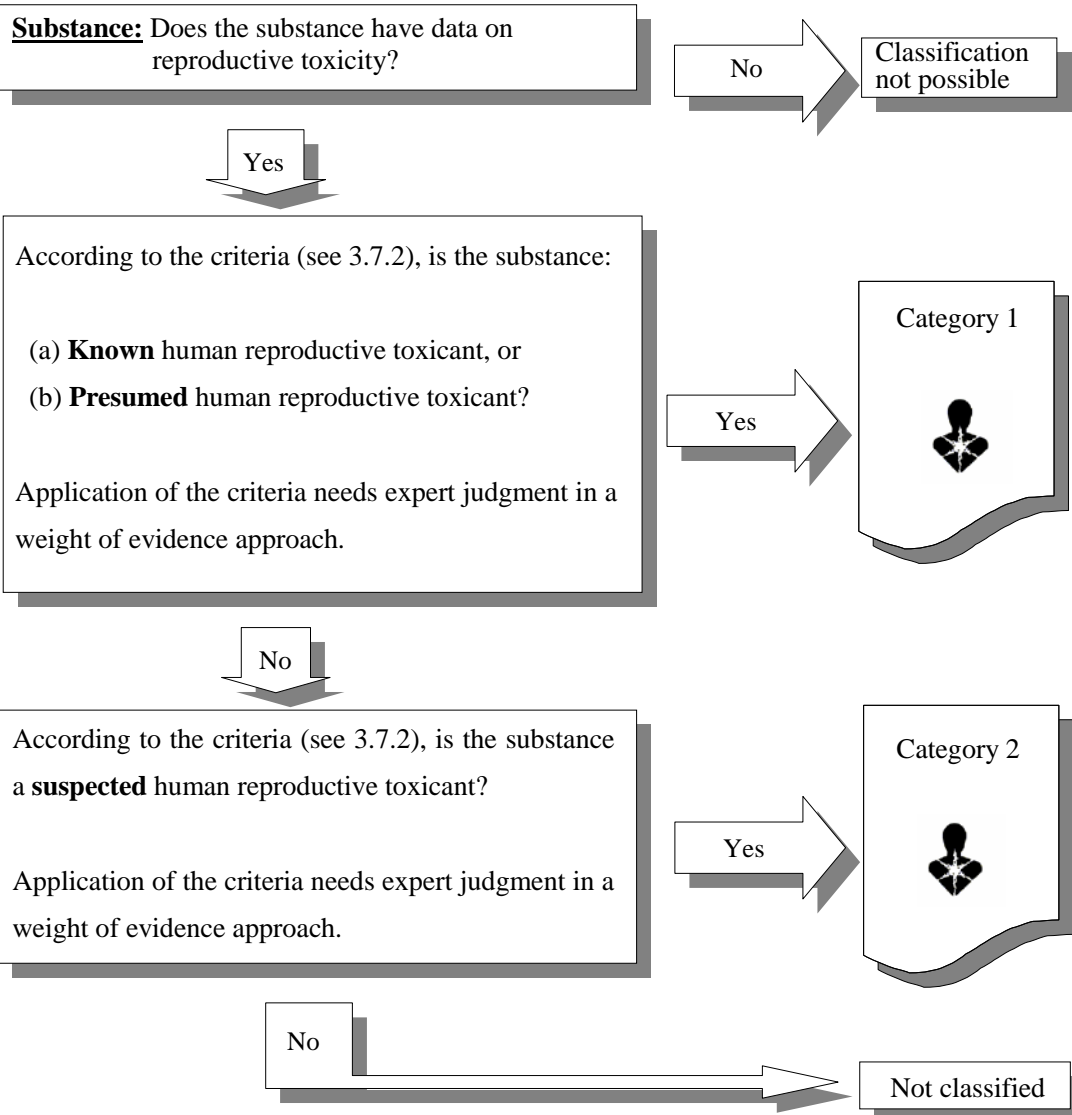 Substance: Does the substance have data on
reproductive toxicity?
No
Classification
not possible
Yes
According to the criteria (see 3.7.2), is the substance:
(a) Known human reproductive toxicant, or
(b) Presumed human reproductive toxicant?
Application of the criteria needs expert judgment in a
weight of evidence approach.
Yes
Category 1
No
According to the criteria (see 3.7.2), is the substance
a suspected human reproductive toxicant?
Application of the criteria needs expert judgment in a
weight of evidence approach.
Yes
Category 2
No
Not classified